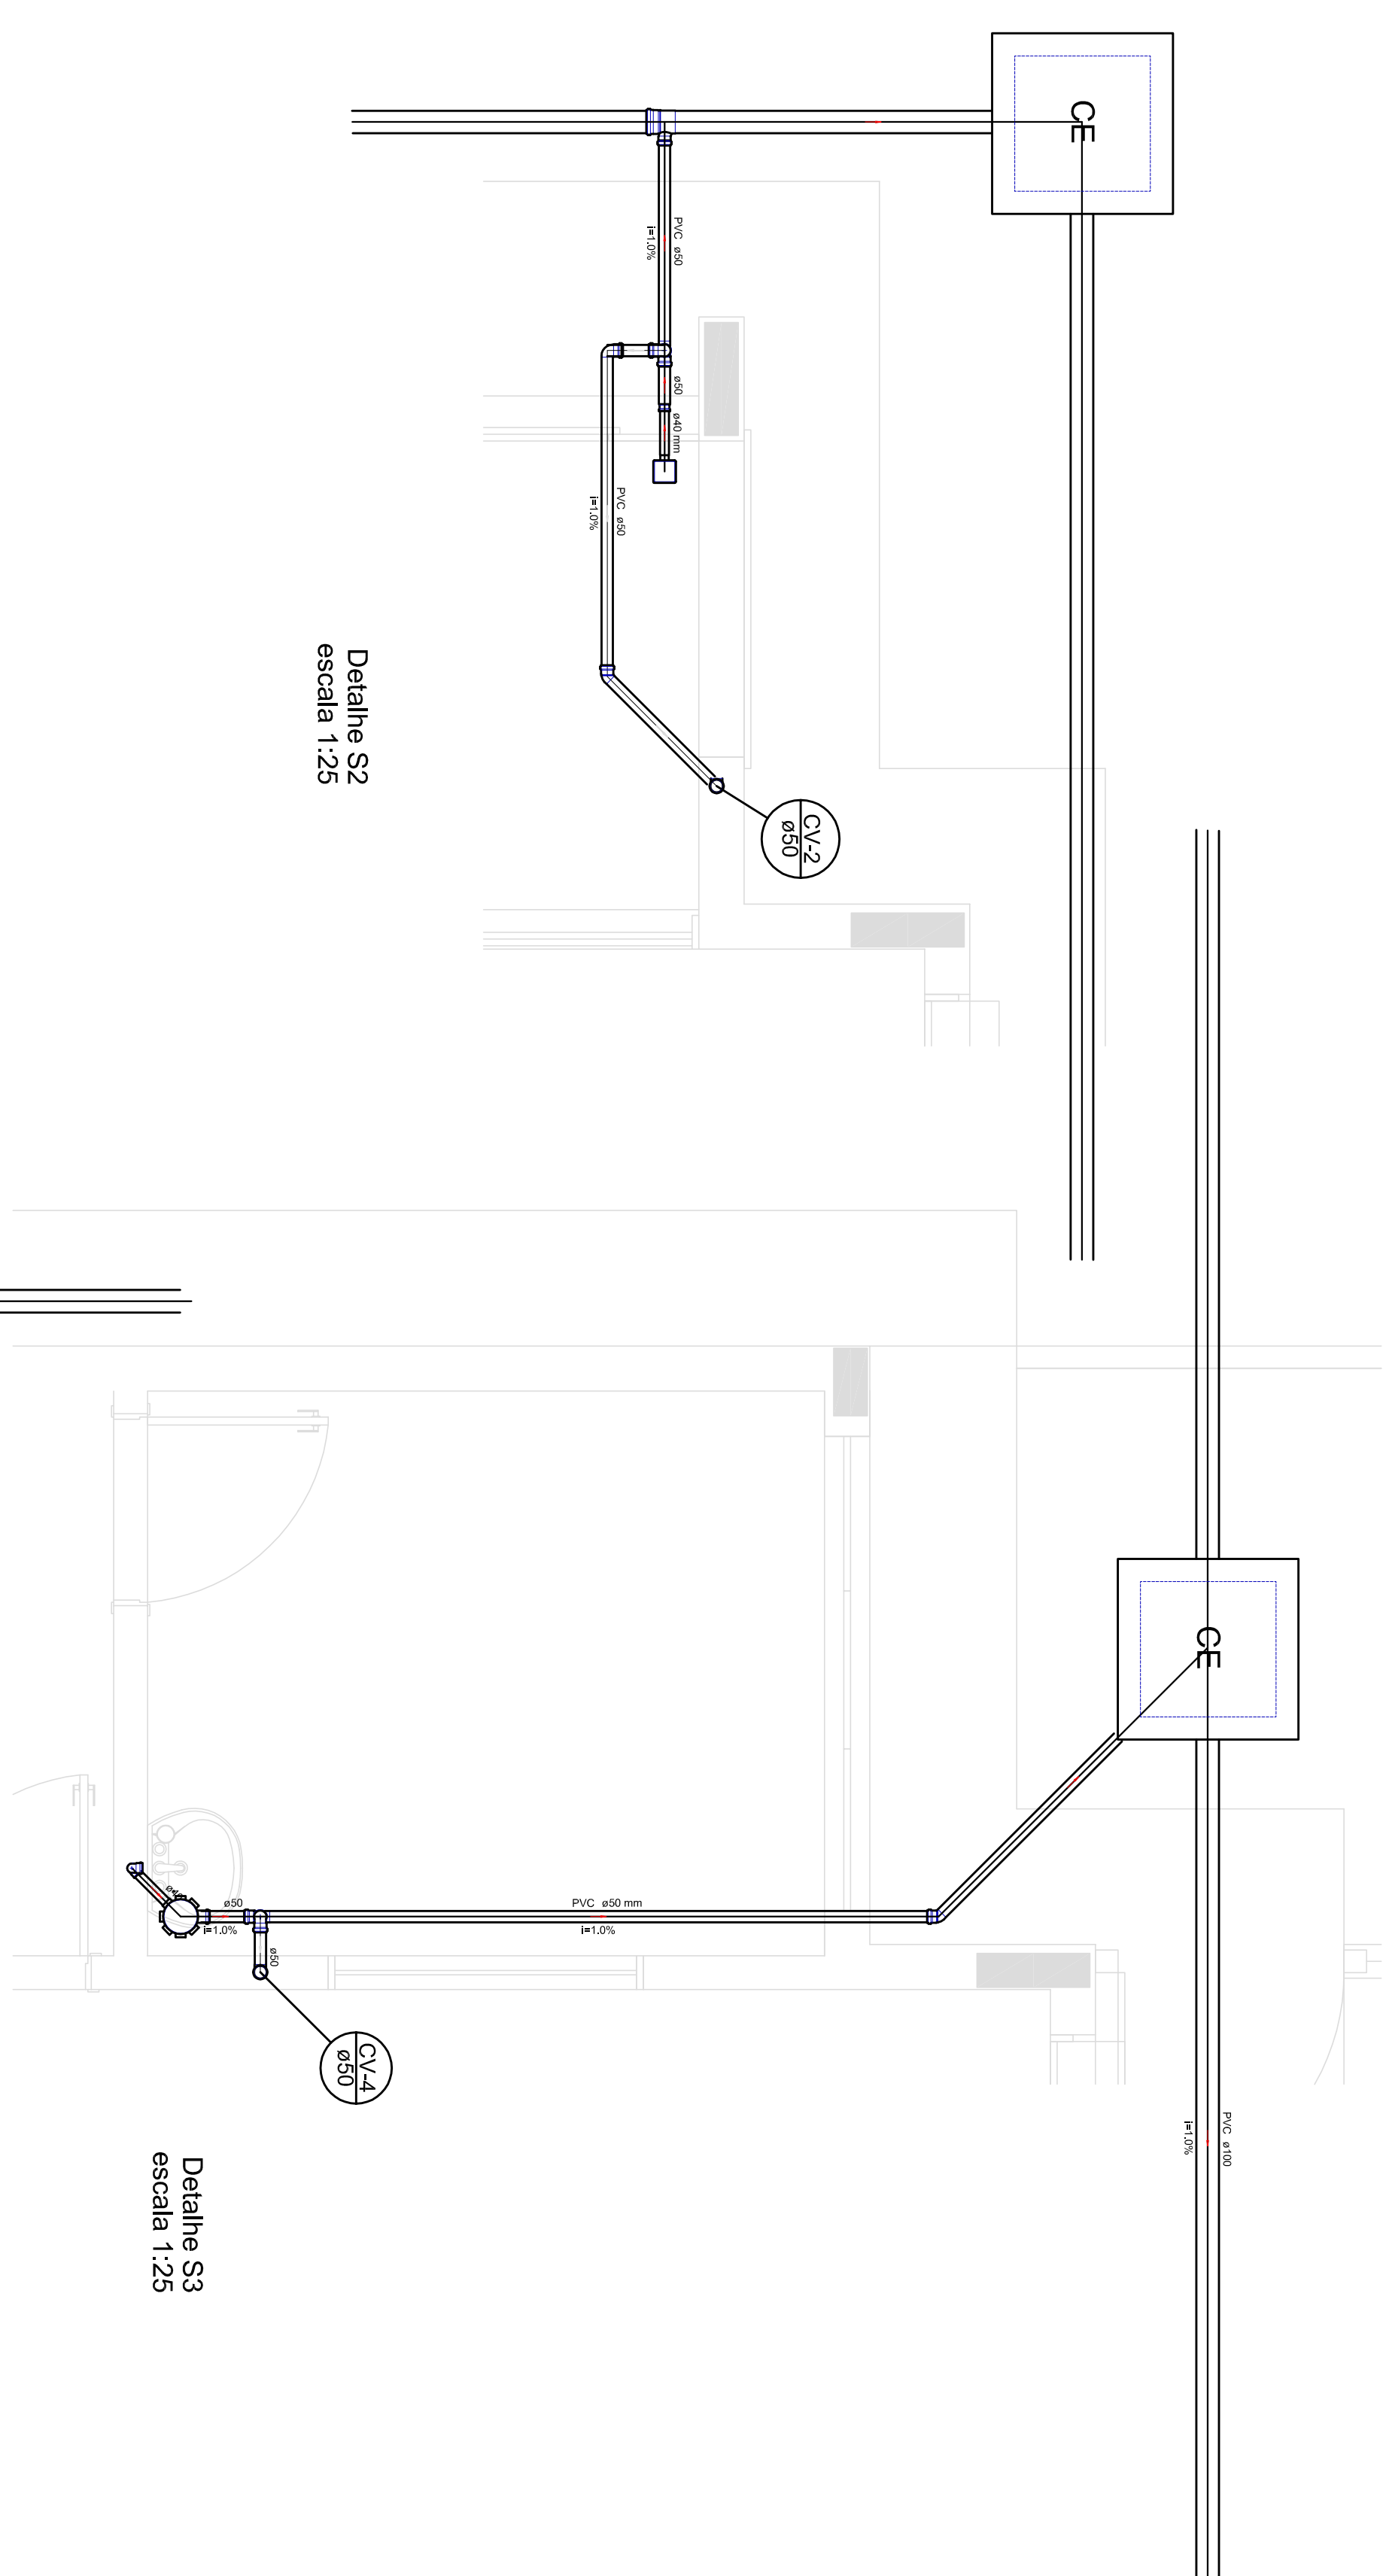 CE
PVC ø50
i=1.0%
ø50
ø40 mm
PVC ø50
i=1.0%
CV-2
ø50
Detalhe S2
escala 1:25
CE
ø50
i=1.0%
PVC ø50 mm
i=1.0%
ø50
CV-4
ø50
PVC ø100
i=1.0%
Detalhe S3
escala 1:25